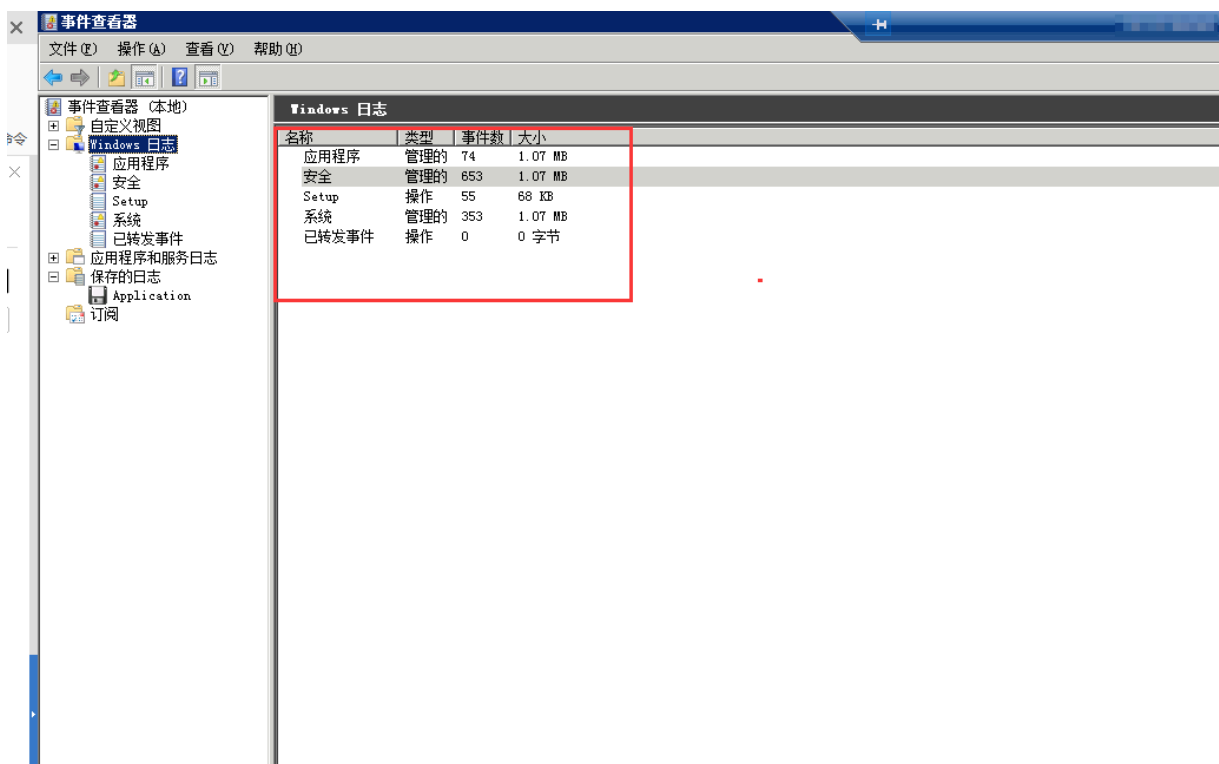 事件查看器
文件(F) 操作(A) 查看(V) 帮助(H)
事件查看器 (本地)
自定义视图
Windows 日志
应用程序
安全
Setup
系统
已转发事件
应用程序和服务日志
保存的日志
Application
订阅
Windows 日志
名称 类型 事件数 大小
应用程序 管理的 74 1.07 MB
安全 管理的 653 1.07 MB
Setup 操作 55 68 KB
系统 管理的 353 1.07 MB
已转发事件 操作 0 0 字节